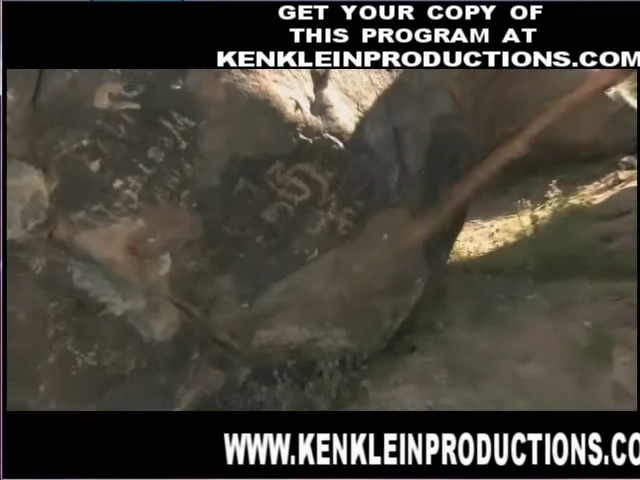 GET YOUR COPY OF
THIS PROGRAM AT
KENKLEINPRODUCTIONS.COM
WWW.KENKLEINPRODUCTIONS.CO